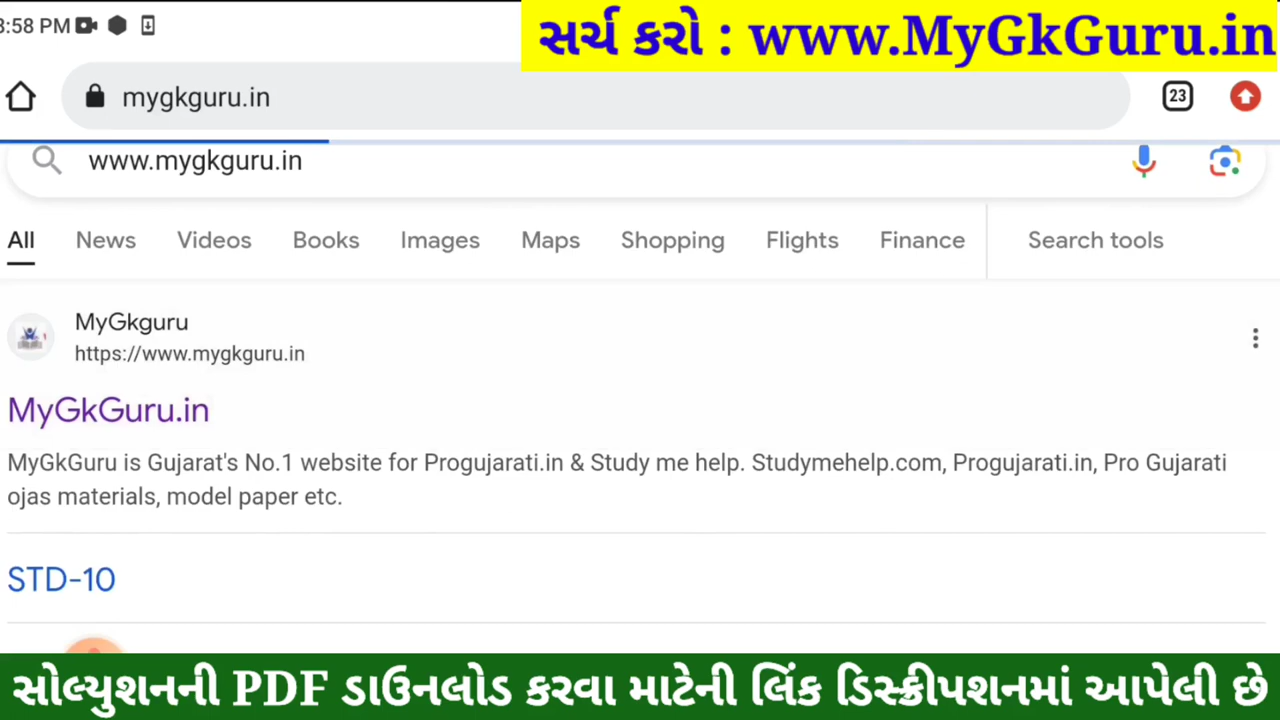 3:58 PM
સર્ચ કરો : www.MyGkGuru.in
mygkguru.in
23
www.mygkguru.in
All News Videos Books Images Maps Shopping Flights Finance Search tools
MyGkguru
https://www.mygkguru.in
MyGkGuru.in
MyGkGuru is Gujarat's No.1 website for Progujarati.in & Study me help. Studymehelp.com, Progujarati.in, Pro Gujarati
ojas materials, model paper etc.
STD-10
સોલ્યુશનની PDF ડાઉનલોડ કરવા માટેની લિંક ડિસ્ક્રીપશનમાં આપેલી છે